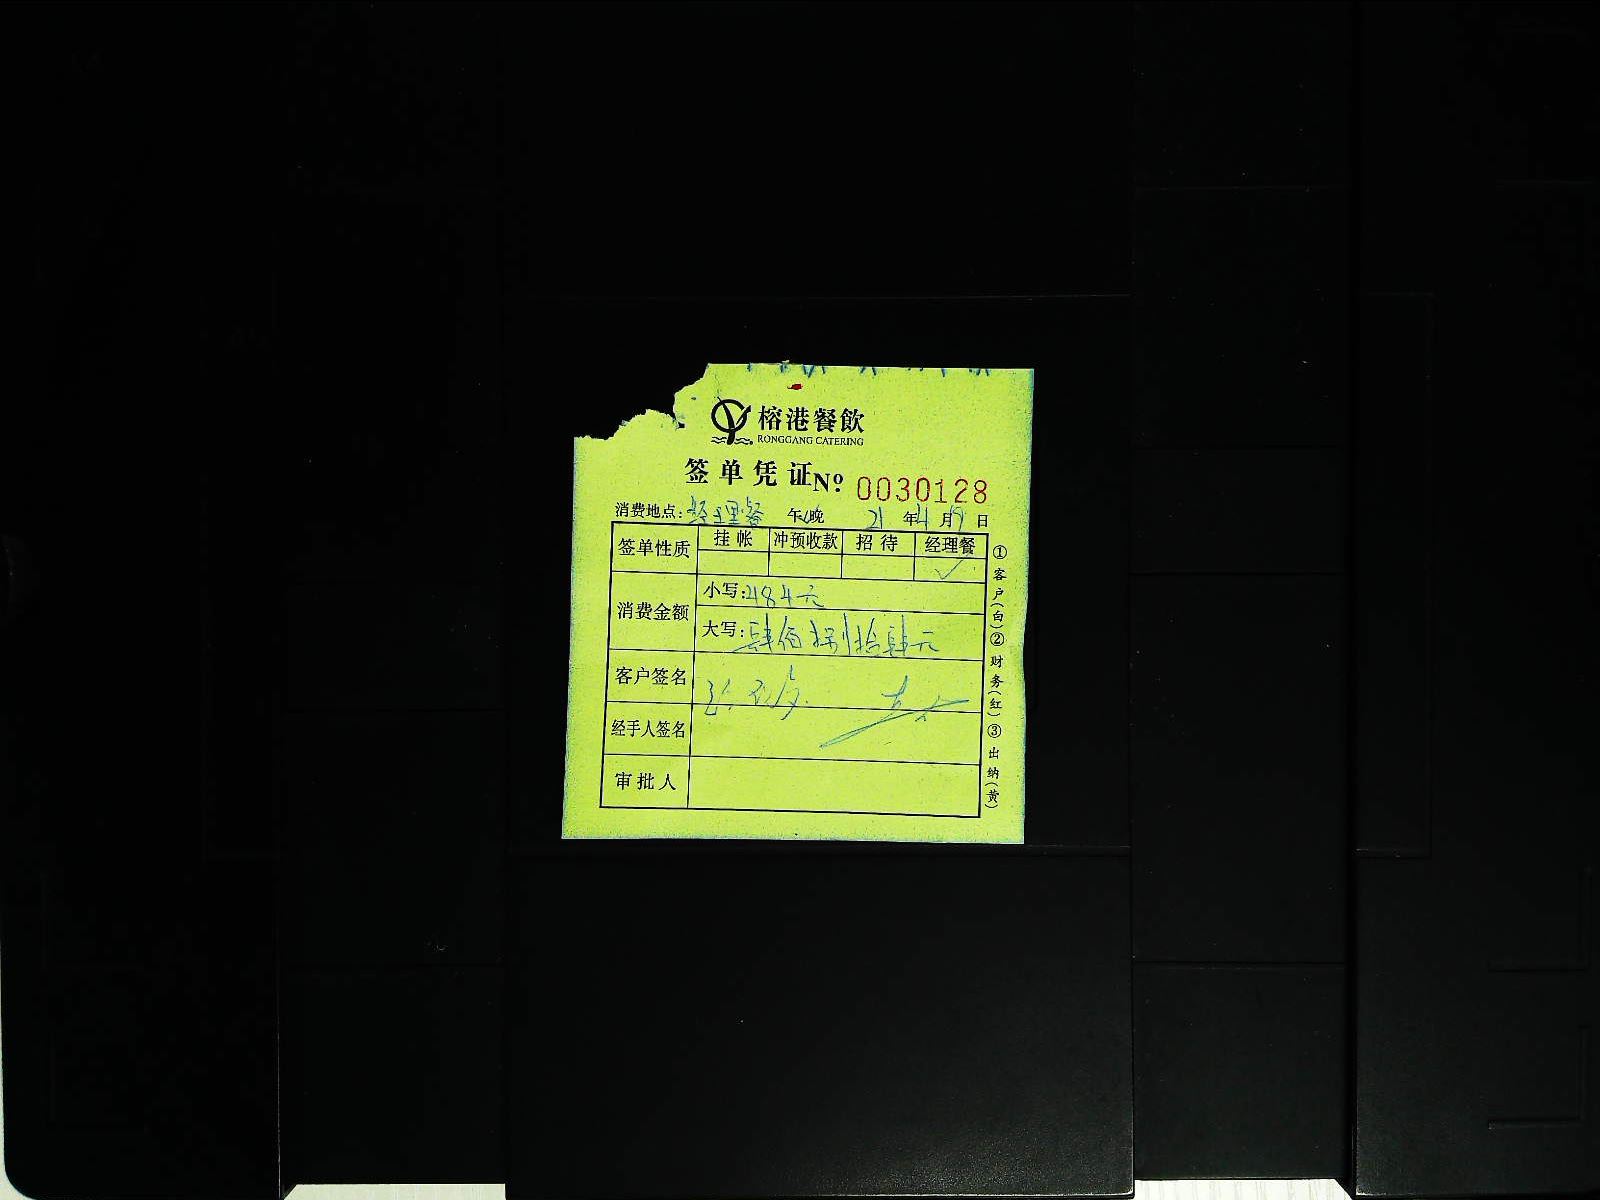 榕港餐飲
RONGGANG CATERING
签单凭证 Nº 0030128
消费地点：经理餐 午/晚 21年4月19日
签单性质 挂帐 冲预收款 招待 经理餐
✓
消费金额 小写：484元
大写：肆佰捌拾肆元
客户签名
经手人签名
审批人
①客户(白)②财务(红)③出纳(黄)